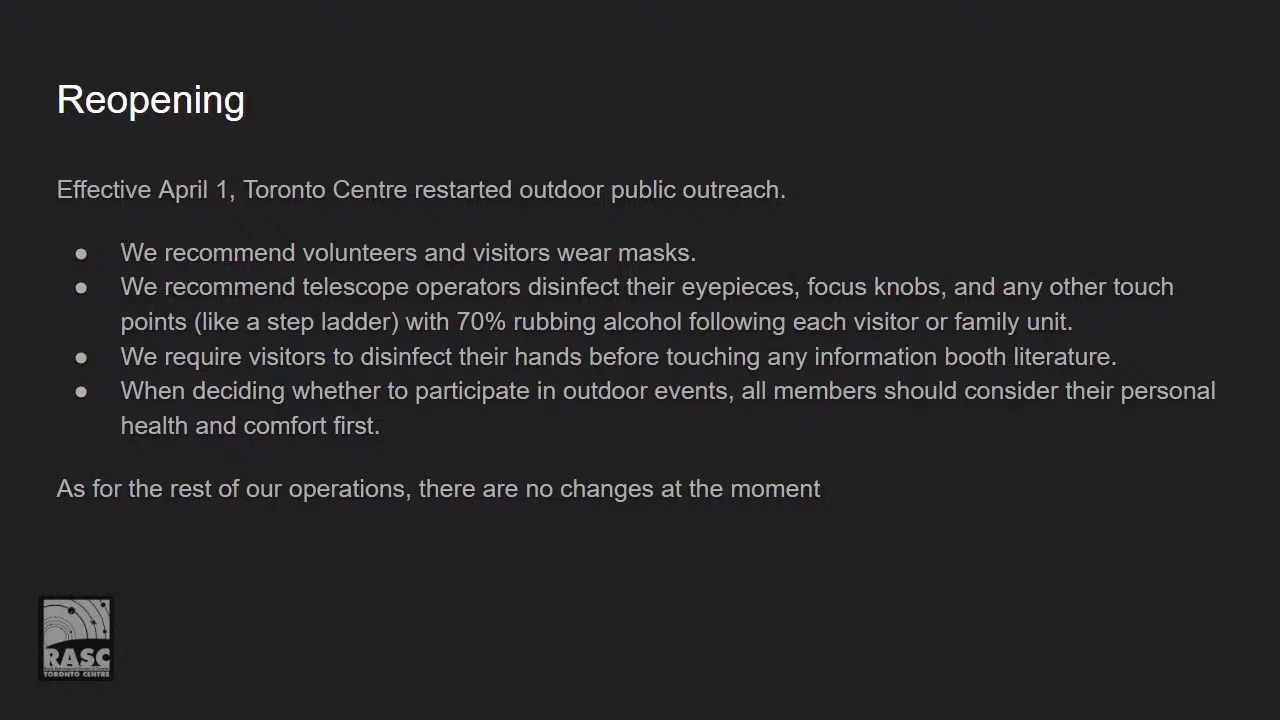 Reopening
Effective April 1, Toronto Centre restarted outdoor public outreach.
● We recommend volunteers and visitors wear masks.
● We recommend telescope operators disinfect their eyepieces, focus knobs, and any other touch
points (like a step ladder) with 70% rubbing alcohol following each visitor or family unit.
● We require visitors to disinfect their hands before touching any information booth literature.
● When deciding whether to participate in outdoor events, all members should consider their personal
health and comfort first.
As for the rest of our operations, there are no changes at the moment
RASC
TORONTO CENTRE